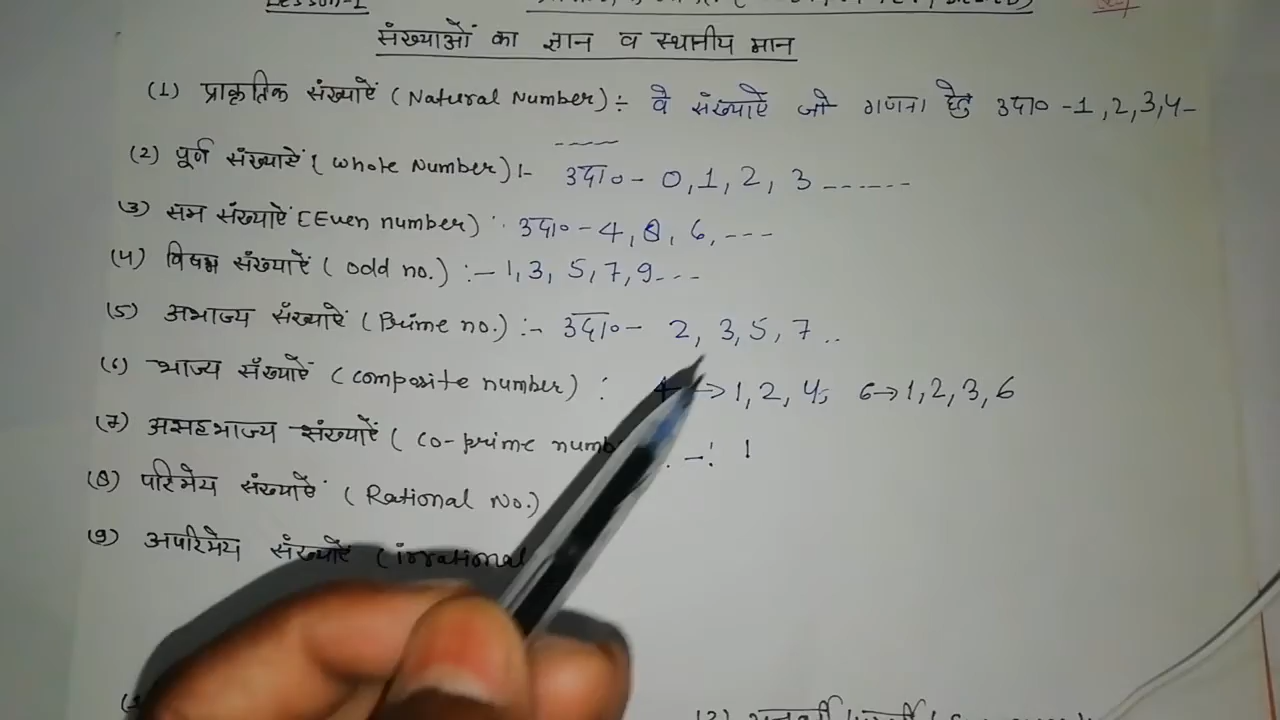 Lesson-1
संख्याओं का ज्ञान व स्थानीय मान
(1) प्राकृतिक संख्याऐं (Natural Number) ÷ वे संख्याऐं जो गणना हेतु उदा० -1,2,3,4-
(2) पूर्ण संख्याऐं (Whole Number) :- उदा० - 0,1,2, 3 ------
(3) सम संख्याऐं [Even number) : उदा० - 4, 8, 6, ---
(4) विषम संख्याऐं ( odd no.) :- 1,3, 5,7,9---
(5) अभाज्य संख्याऐं (Prime no.) :- उदा० - 2, 3,5,7 ..
(6) भाज्य संख्याऐं (composite number) : 4 → 1, 2, 4; 6→1,2,3,6
(7) असहभाज्य संख्याऐं ( co-prime numb -: 1
(8) परिमेय संख्याऐं (Rational No.)
(9) अपरिमेय संख्याऐं (irrational